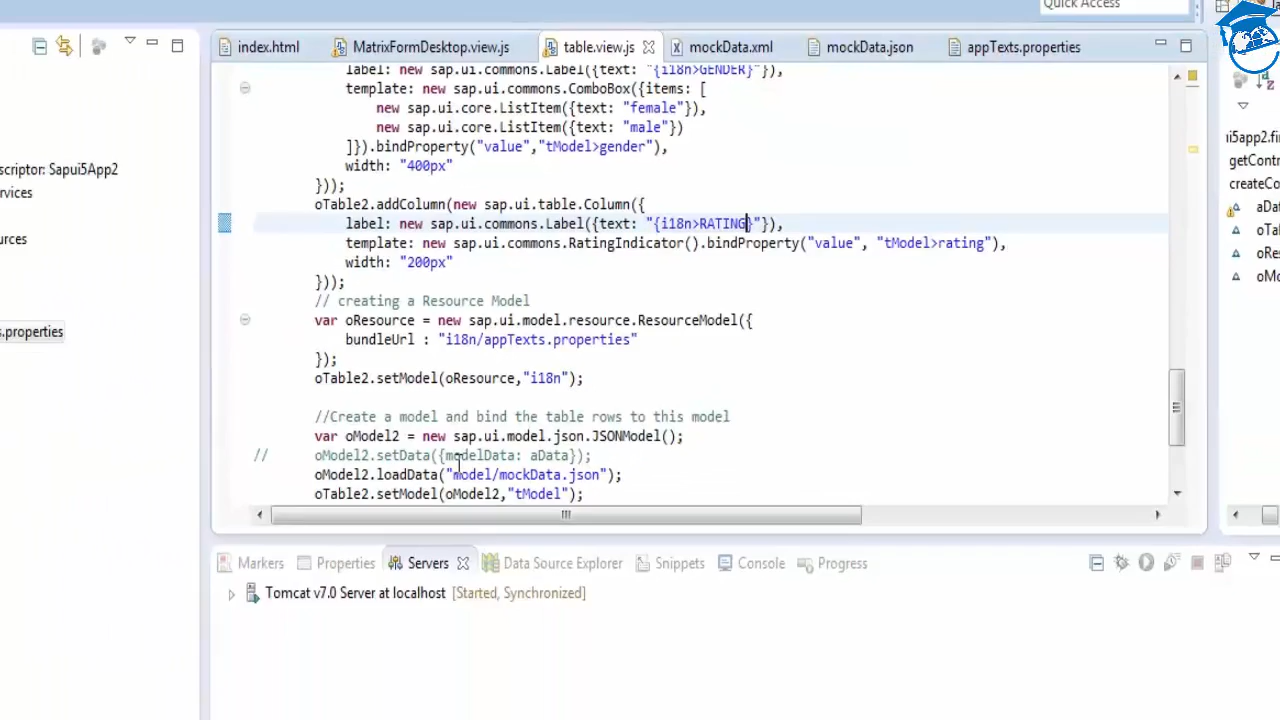 Quick Access
index.html
MatrixFormDesktop.view.js
table.view.js
mockData.xml
mockData.json
appTexts.properties
scriptor: Sapui5App2
rvices
urces
s.properties
label: new sap.ui.commons.Label({text: "{i18n>GENDER}"}),
template: new sap.ui.commons.ComboBox({items: [
new sap.ui.core.ListItem({text: "female"}),
new sap.ui.core.ListItem({text: "male"})
]}).bindProperty("value","tModel>gender"),
width: "400px"
}));
oTable2.addColumn(new sap.ui.table.Column({
label: new sap.ui.commons.Label({text: "{i18n>RATING}"}),
template: new sap.ui.commons.RatingIndicator().bindProperty("value", "tModel>rating"),
width: "200px"
}));
// creating a Resource Model
var oResource = new sap.ui.model.resource.ResourceModel({
bundleUrl : "i18n/appTexts.properties"
});
oTable2.setModel(oResource,"i18n");
//Create a model and bind the table rows to this model
var oModel2 = new sap.ui.model.json.JSONModel();
// oModel2.setData({modelData: aData});
oModel2.loadData("model/mockData.json");
oTable2.setModel(oModel2,"tModel");
i5app2.fir
getContr
createCo
aDa
oTa
oRe
oMo
Markers
Properties
Servers
Data Source Explorer
Snippets
Console
Progress
Tomcat v7.0 Server at localhost [Started, Synchronized]